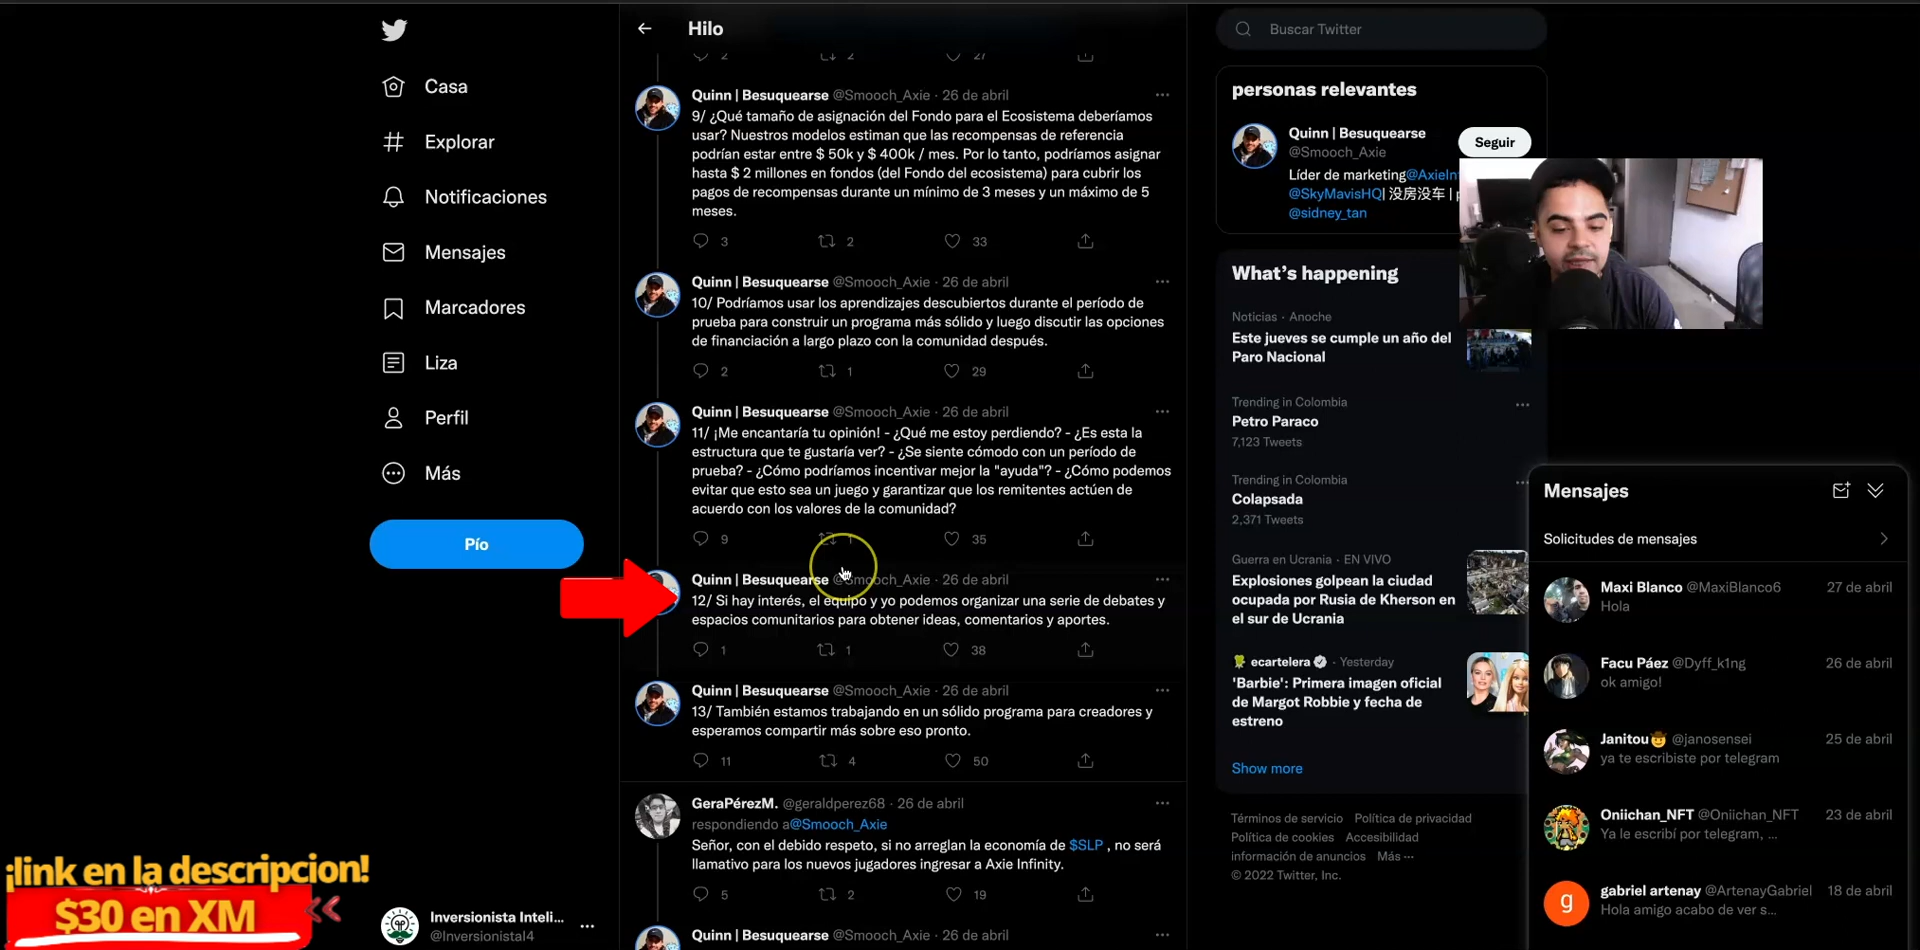 Casa
Explorar
Notificaciones
Mensajes
Marcadores
Liza
Perfil
Más
Pío
Inversionista Inteli...
@Inversionistal4
¡link en la descripcion!
$30 en XM
Hilo
2 2 27
Quinn | Besuquearse @Smooch_Axie · 26 de abril
9/ ¿Qué tamaño de asignación del Fondo para el Ecosistema deberíamos
usar? Nuestros modelos estiman que las recompensas de referencia
podrían estar entre $ 50k y $ 400k / mes. Por lo tanto, podríamos asignar
hasta $ 2 millones en fondos (del Fondo del ecosistema) para cubrir los
pagos de recompensas durante un mínimo de 3 meses y un máximo de 5
meses.
3 2 33
Quinn | Besuquearse @Smooch_Axie · 26 de abril
10/ Podríamos usar los aprendizajes descubiertos durante el período de
prueba para construir un programa más sólido y luego discutir las opciones
de financiación a largo plazo con la comunidad después.
2 1 29
Quinn | Besuquearse @Smooch_Axie · 26 de abril
11/ ¡Me encantaría tu opinión! - ¿Qué me estoy perdiendo? - ¿Es esta la
estructura que te gustaría ver? - ¿Se siente cómodo con un período de
prueba? - ¿Cómo podríamos incentivar mejor la "ayuda"? - ¿Cómo podemos
evitar que esto sea un juego y garantizar que los remitentes actúen de
acuerdo con los valores de la comunidad?
9 1 35
Quinn | Besuquearse @Smooch_Axie · 26 de abril
12/ Si hay interés, el equipo y yo podemos organizar una serie de debates y
espacios comunitarios para obtener ideas, comentarios y aportes.
1 1 38
Quinn | Besuquearse @Smooch_Axie · 26 de abril
13/ También estamos trabajando en un sólido programa para creadores y
esperamos compartir más sobre eso pronto.
11 4 50
GeraPérezM. @geraldperez68 · 26 de abril
respondiendo a@Smooch_Axie
Señor, con el debido respeto, si no arreglan la economía de $SLP , no será
llamativo para los nuevos jugadores ingresar a Axie Infinity.
5 2 19
Quinn | Besuquearse @Smooch_Axie · 26 de abril
Buscar Twitter
personas relevantes
Quinn | Besuquearse
@Smooch_Axie
Seguir
Líder de marketing@AxieIn
@SkyMavisHQ| 没房没车 |
@sidney_tan
What's happening
Noticias · Anoche
Este jueves se cumple un año del
Paro Nacional
Trending in Colombia
Petro Paraco
7,123 Tweets
Trending in Colombia
Colapsada
2,371 Tweets
Guerra en Ucrania · EN VIVO
Explosiones golpean la ciudad
ocupada por Rusia de Kherson en
el sur de Ucrania
ecartelera · Yesterday
'Barbie': Primera imagen oficial
de Margot Robbie y fecha de
estreno
Show more
Términos de servicio Política de privacidad
Política de cookies Accesibilidad
información de anuncios Más ···
© 2022 Twitter, Inc.
Mensajes
Solicitudes de mensajes
Maxi Blanco @MaxiBlanco6 27 de abril
Hola
Facu Páez @Dyff_k1ng 26 de abril
ok amigo!
Janitou🤠 @janosensei 25 de abril
ya te escribiste por telegram
Oniichan_NFT @Oniichan_NFT 23 de abril
Ya le escribí por telegram, ...
g
gabriel artenay @ArtenayGabriel 18 de abril
Hola amigo acabo de ver s...